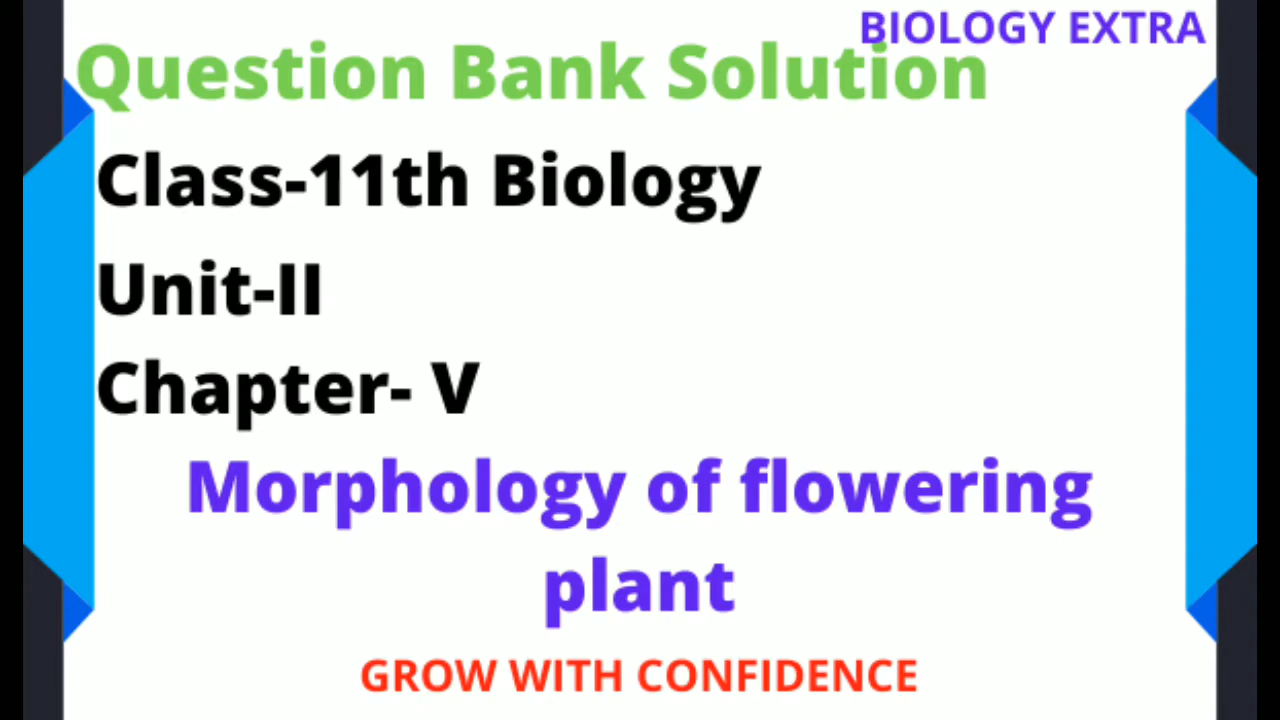 BIOLOGY EXTRA
Question Bank Solution
Class-11th Biology
Unit-II
Chapter- V
Morphology of flowering
plant
GROW WITH CONFIDENCE